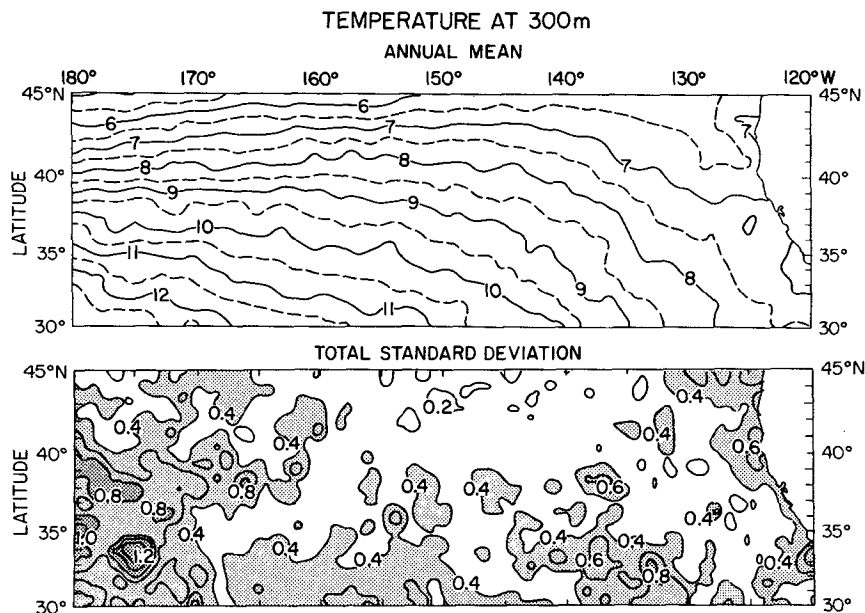 TEMPERATURE AT 300m
ANNUAL MEAN
180° 170° 160° 150° 140° 130° 120°W
45°N 45°N
6 6
7 7 7
8 8 7
40° 40°
9 9
10
LATITUDE
35° 35°
11 8
12 11 10 9
30° 30°
TOTAL STANDARD DEVIATION
45°N 45°N
0.4 0.4 0.2 0.4
0.4 0.4 0.6
40° 40°
0.8 0.8 0.4 0.4 0.6
LATITUDE
0.8 0.4
35° 35°
1.0 0.4 0.4 0.4 0.4 0.4
1.2 0.4 0.6 0.8 0.4
0.4
30° 30°